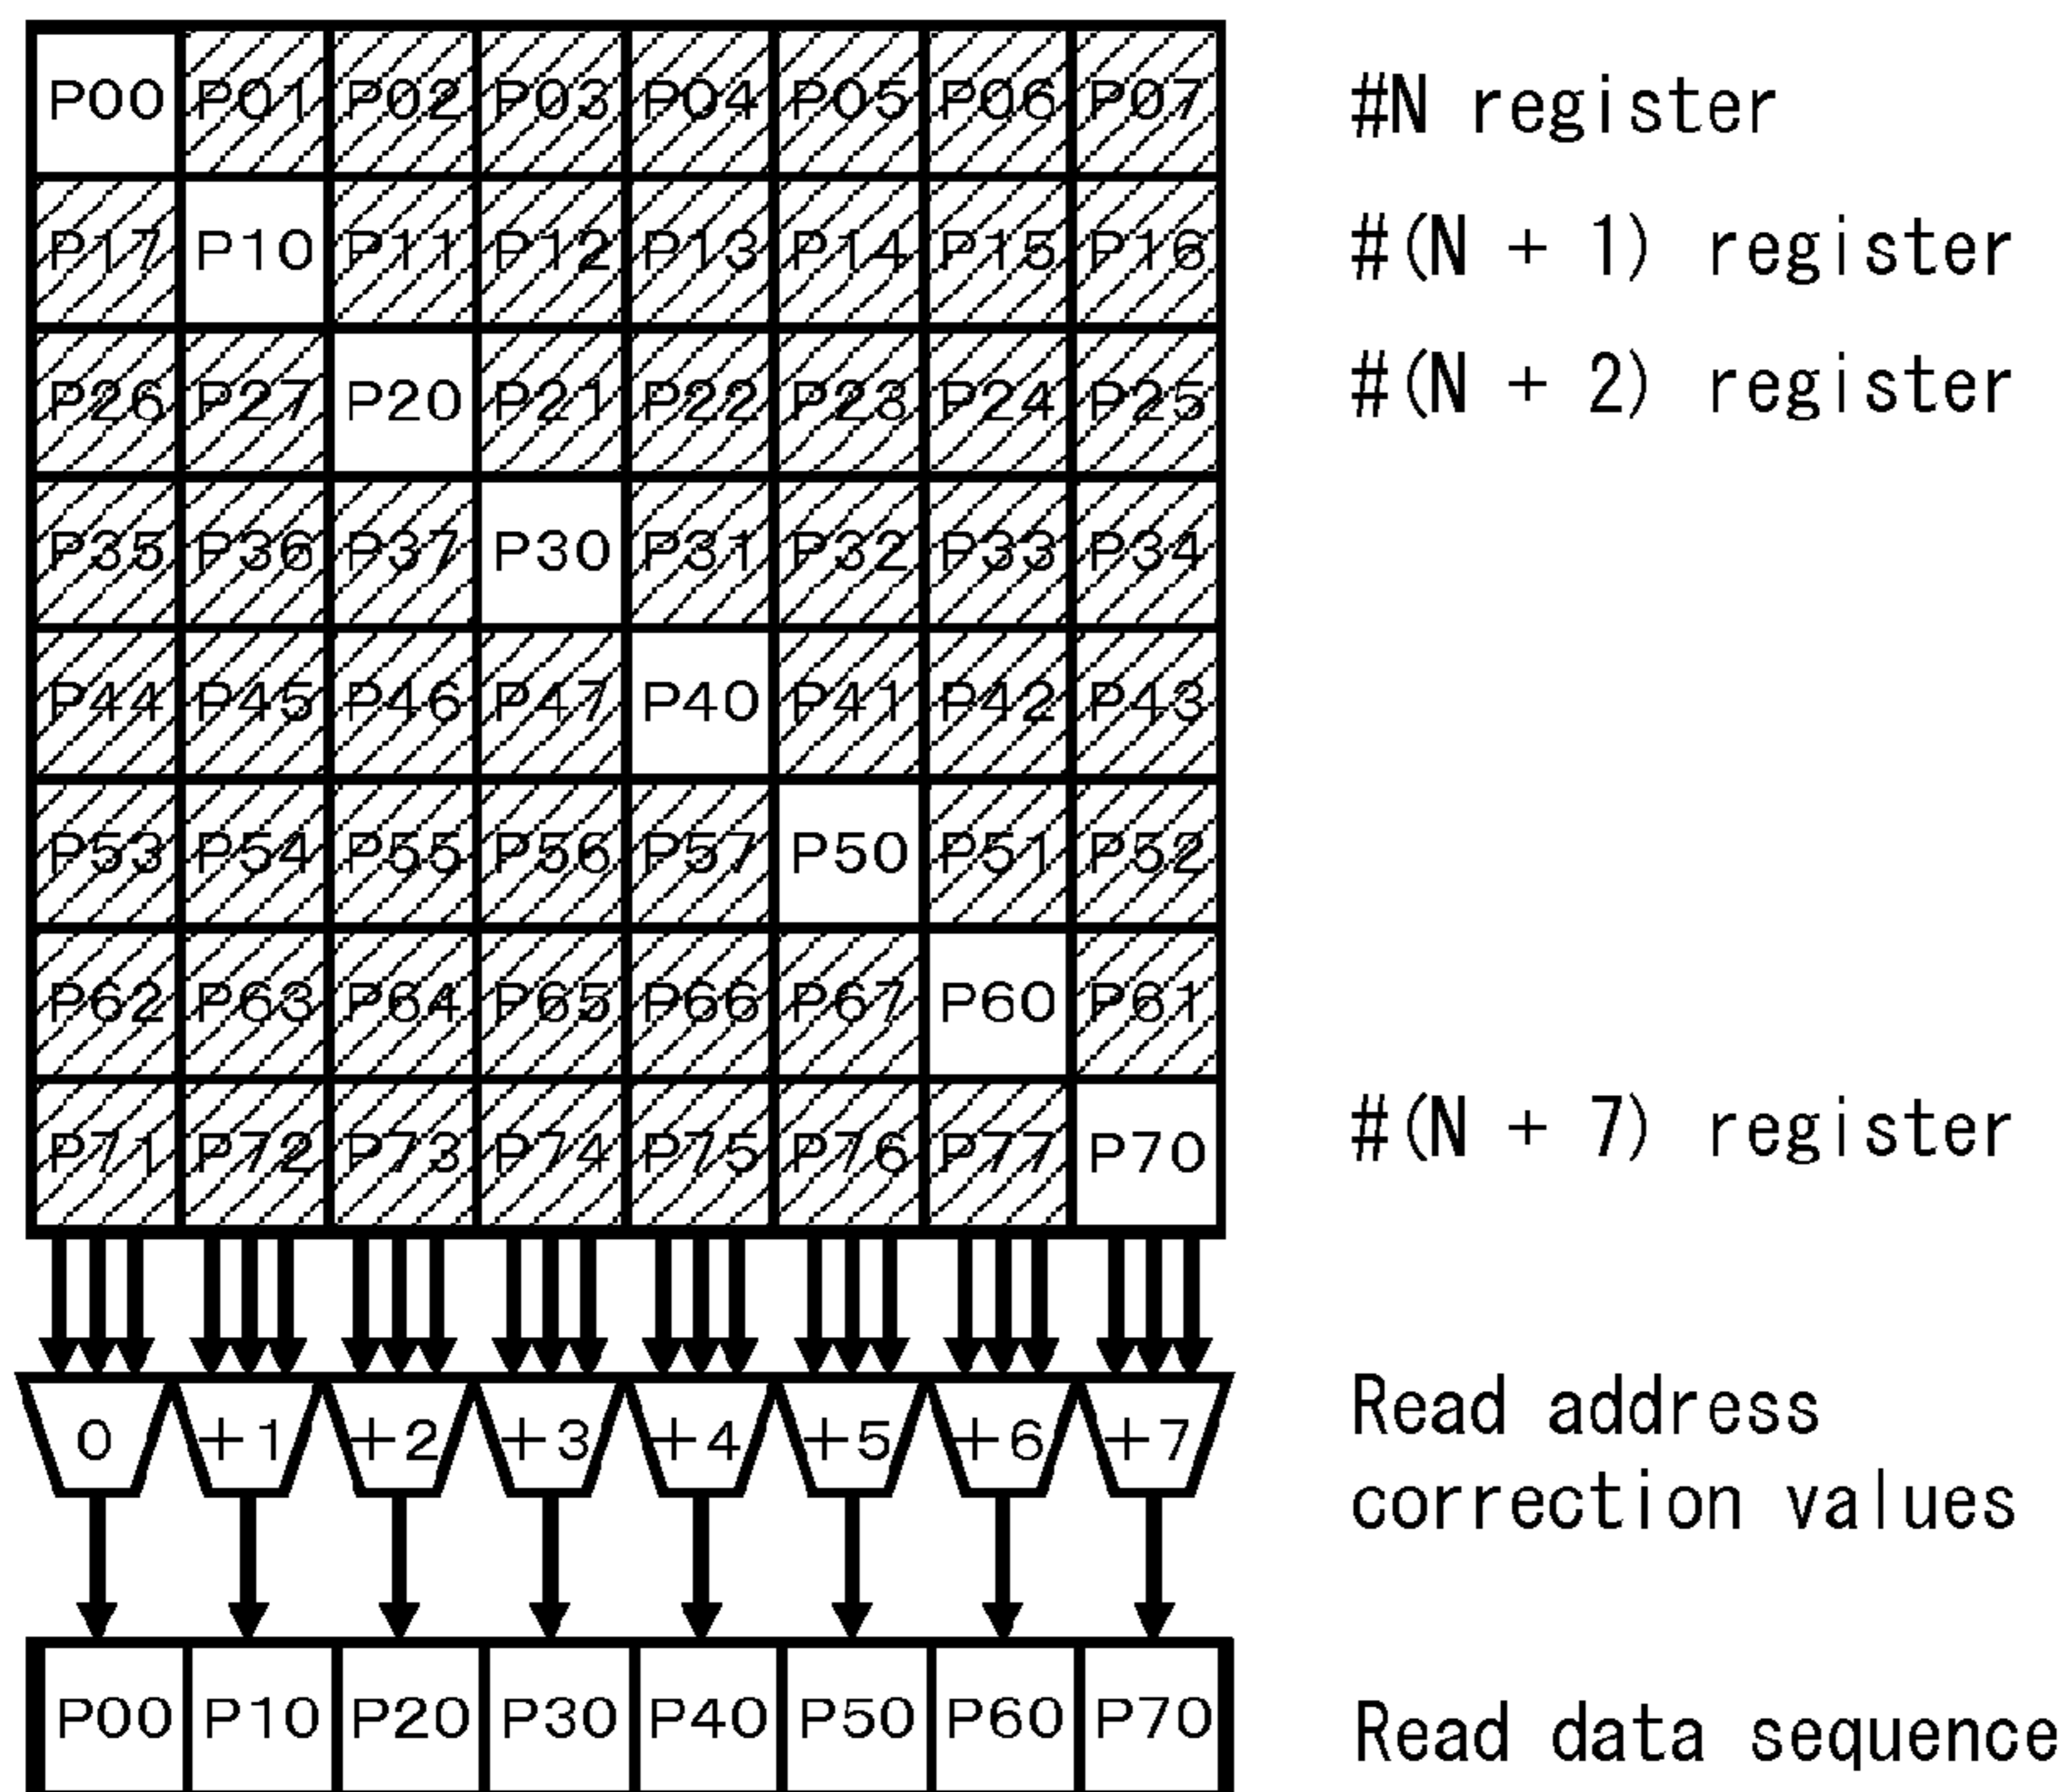 P00 P01 P02 P03 P04 P05 P06 P07 #N register
P17 P10 P11 P12 P13 P14 P15 P16 #(N + 1) register
P26 P27 P20 P21 P22 P23 P24 P25 #(N + 2) register
P35 P36 P37 P30 P31 P32 P33 P34
P44 P45 P46 P47 P40 P41 P42 P43
P53 P54 P55 P56 P57 P50 P51 P52
P62 P63 P64 P65 P66 P67 P60 P61
P71 P72 P73 P74 P75 P76 P77 P70 #(N + 7) register
0 +1 +2 +3 +4 +5 +6 +7
Read address
correction values
P00 P10 P20 P30 P40 P50 P60 P70 Read data sequence